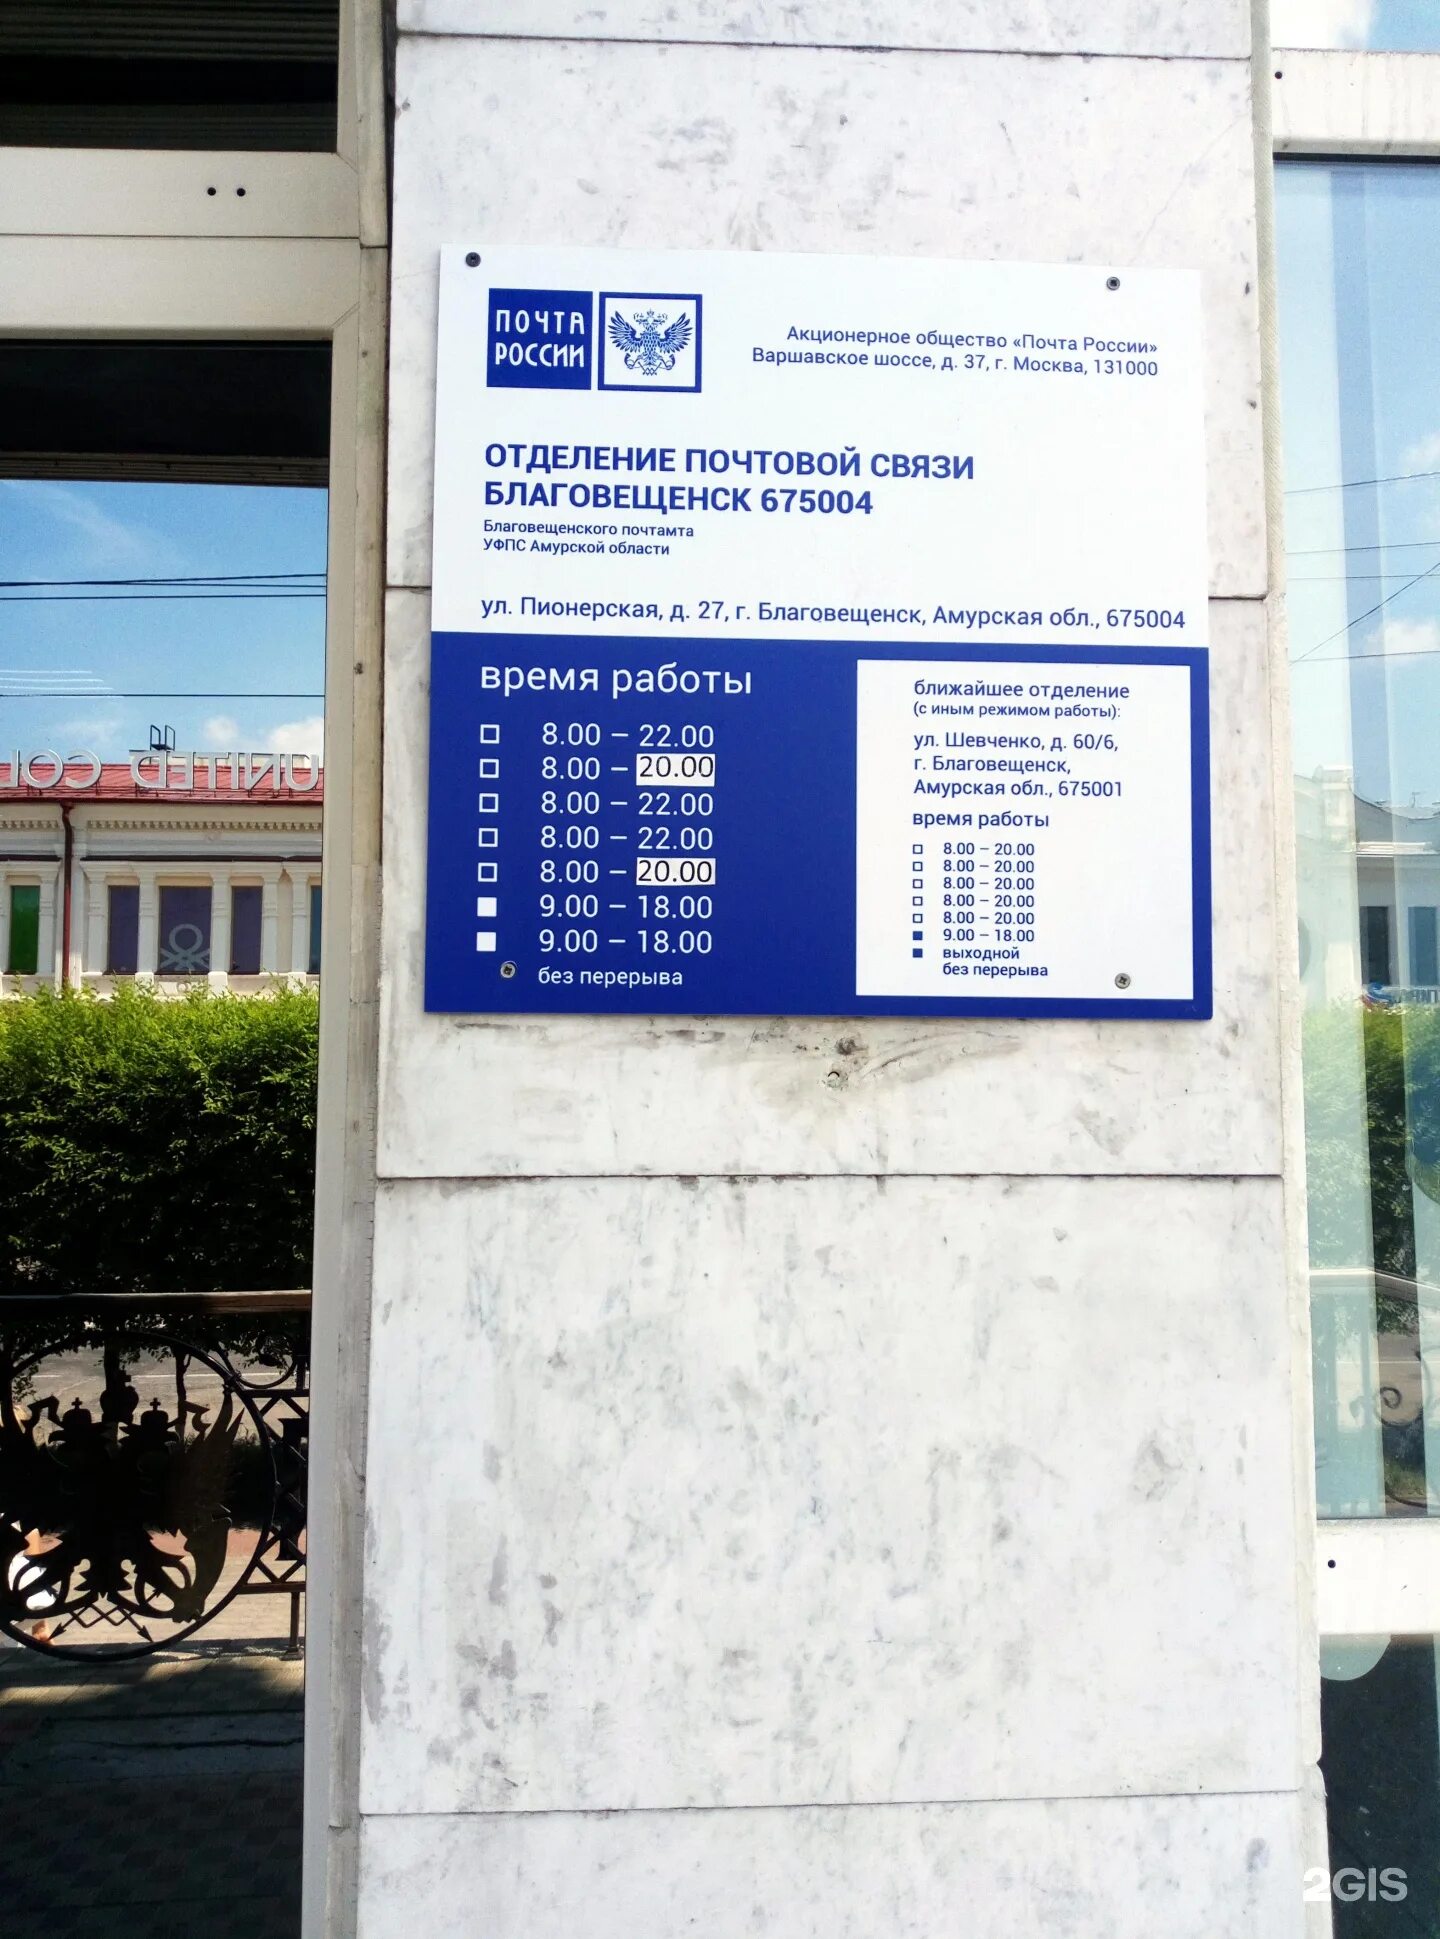 ПОЧТА
РОССИИ
Акционерное общество «Почта России»
Варшавское шоссе, д. 37, г. Москва, 131000
ОТДЕЛЕНИЕ ПОЧТОВОЙ СВЯЗИ
БЛАГОВЕЩЕНСК 675004
Благовещенского почтамта
УФПС Амурской области
ул. Пионерская, д. 27, г. Благовещенск, Амурская обл., 675004
время работы
8.00 – 22.00
8.00 – 20.00
8.00 – 22.00
8.00 – 22.00
8.00 – 20.00
9.00 – 18.00
9.00 – 18.00
без перерыва
ближайшее отделение
(с иным режимом работы):
ул. Шевченко, д. 60/6,
г. Благовещенск,
Амурская обл., 675001
время работы
8.00 – 20.00
8.00 – 20.00
8.00 – 20.00
8.00 – 20.00
8.00 – 20.00
9.00 – 18.00
выходной
без перерыва
UNITED COL
2GIS